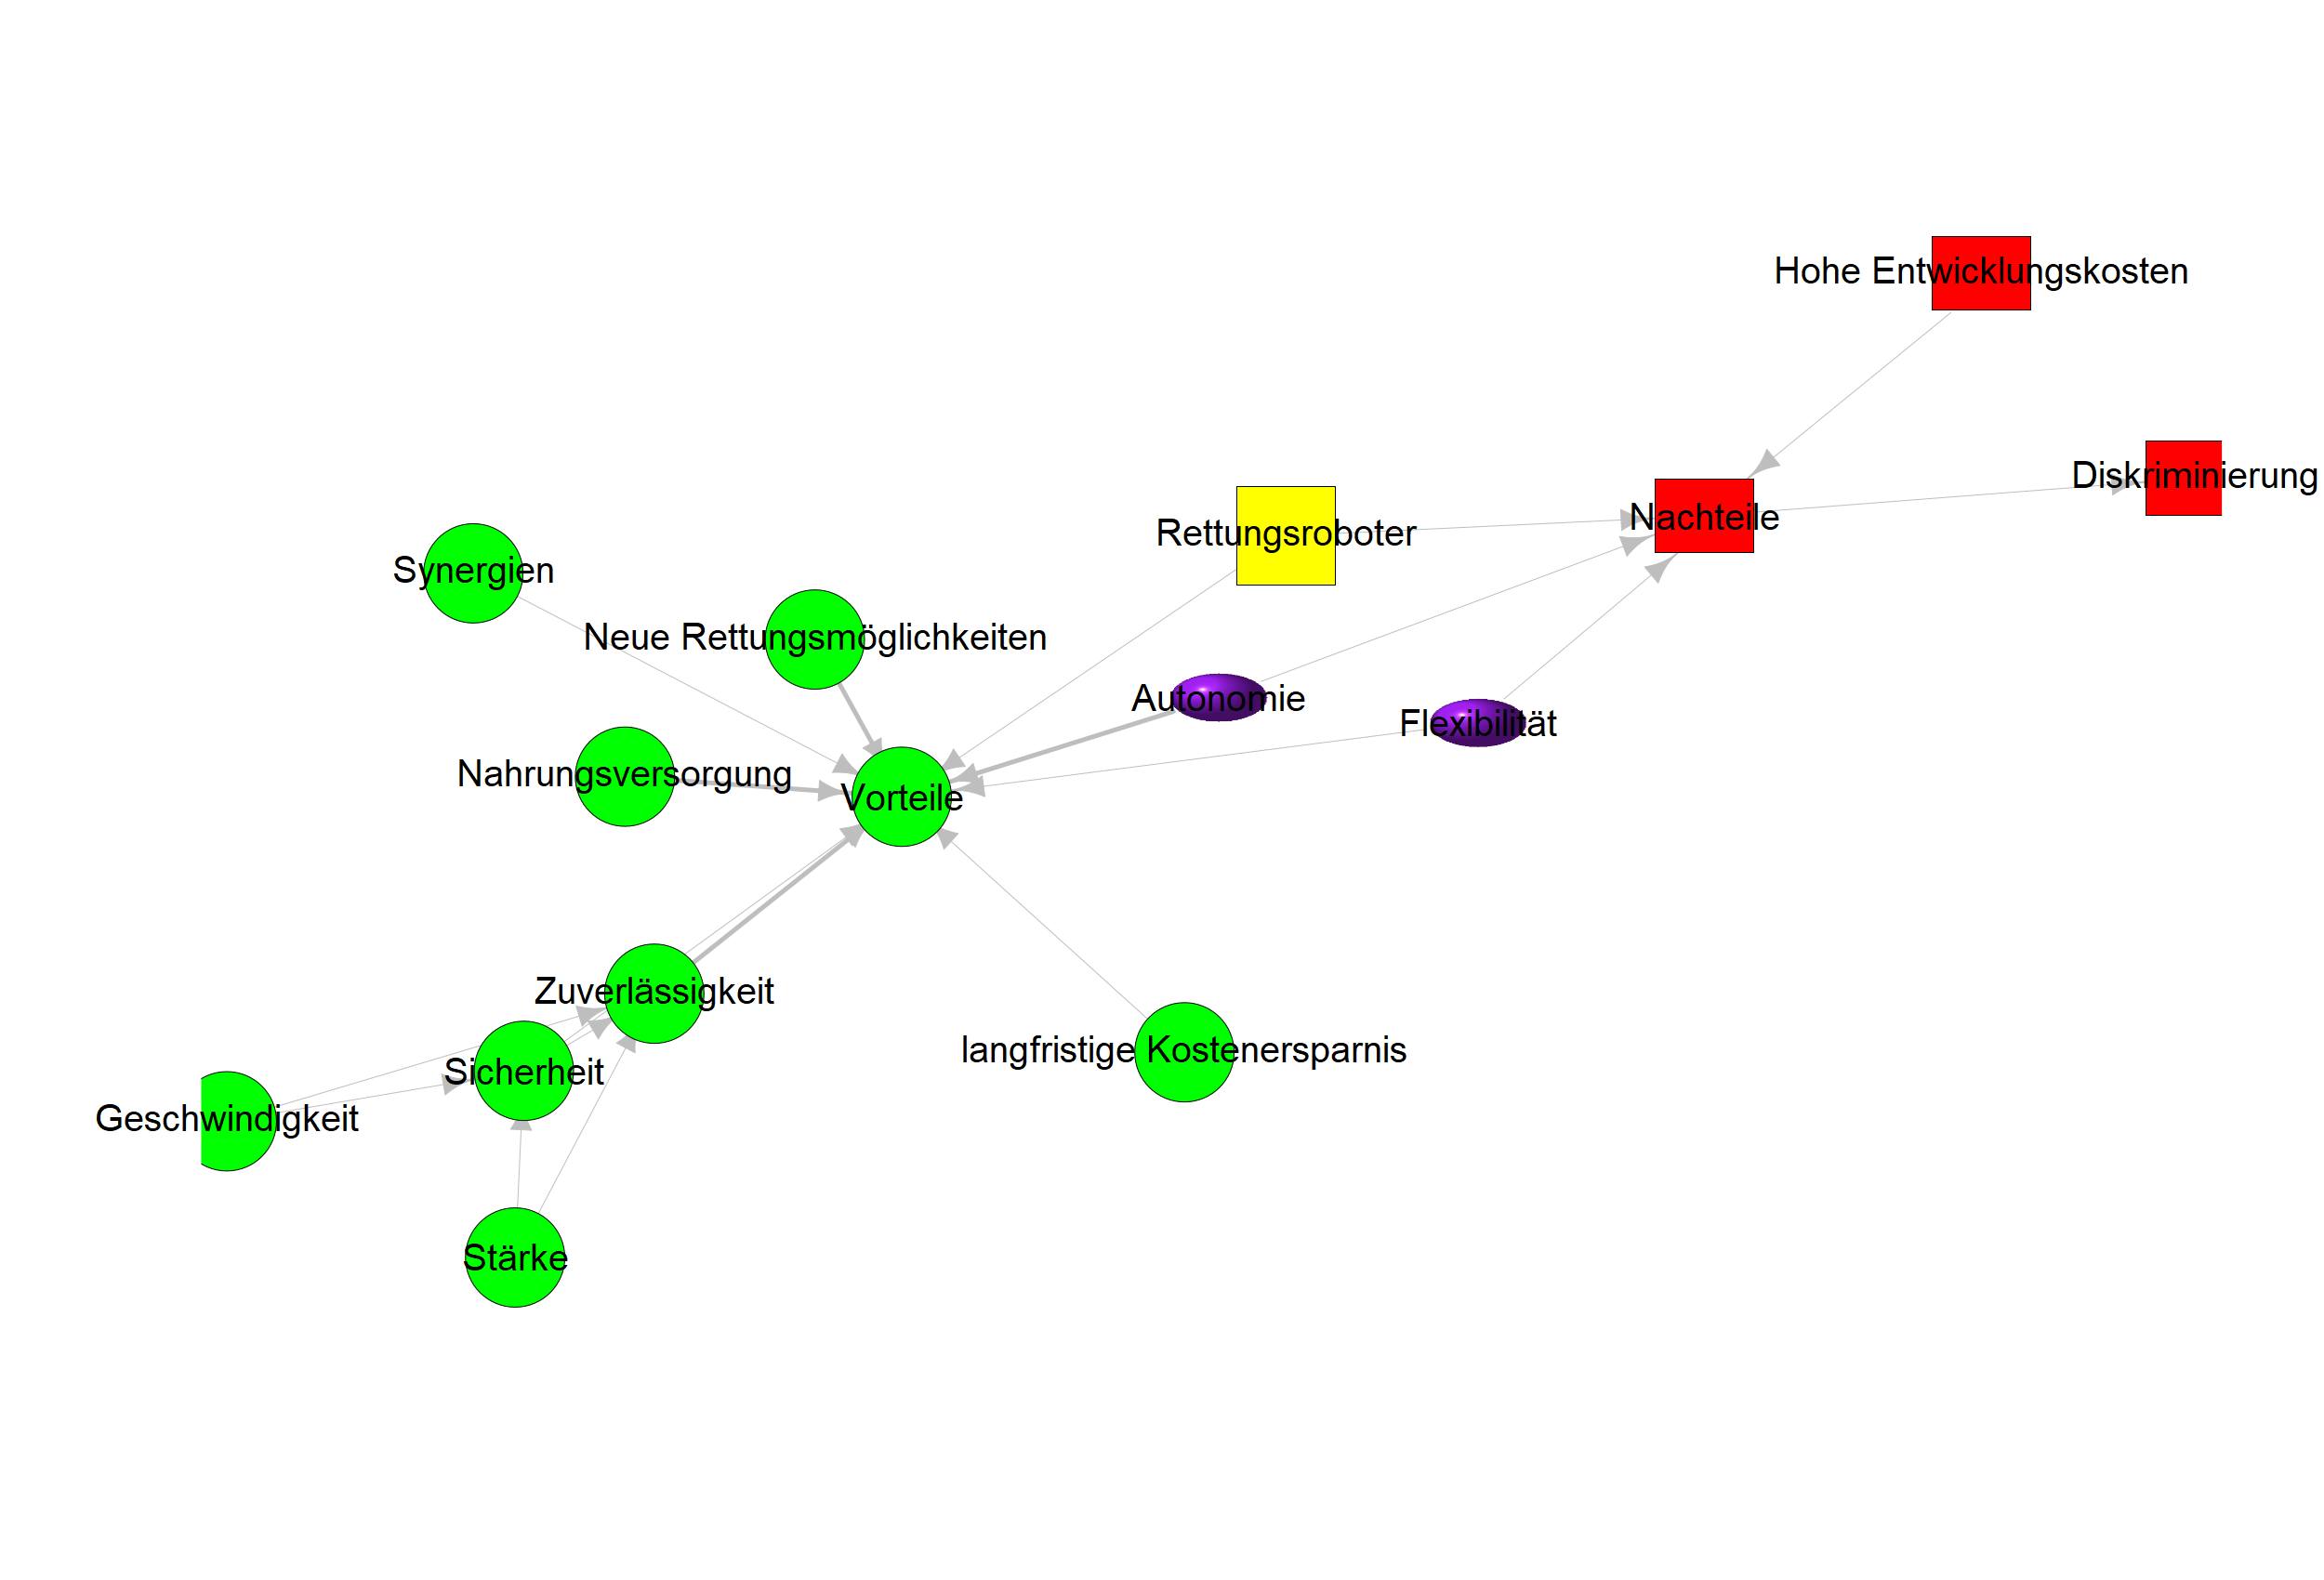 Hohe Entwicklungskosten
Diskriminierung
Nachteile
Rettungsroboter
Synergien
Neue Rettungsmöglichkeiten
Autonomie
Flexibilität
Nahrungsversorgung
Vorteile
Zuverlässigkeit
langfristige Kostenersparnis
Sicherheit
Geschwindigkeit
Stärke